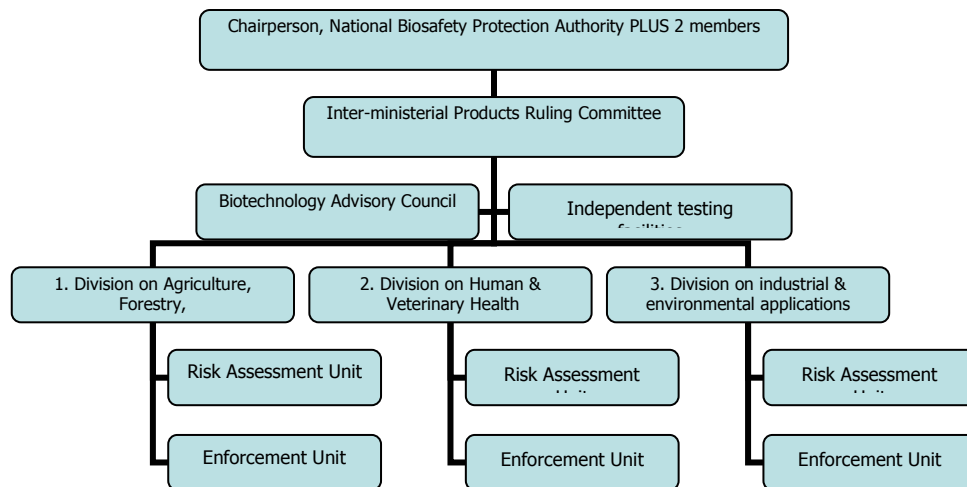 Chairperson, National Biosafety Protection Authority PLUS 2 members
Inter-ministerial Products Ruling Committee
Biotechnology Advisory Council
Independent testing
1. Division on Agriculture,
Forestry,
2. Division on Human &
Veterinary Health
3. Division on industrial &
environmental applications
Risk Assessment Unit
Risk Assessment
Risk Assessment
Enforcement Unit
Enforcement Unit
Enforcement Unit